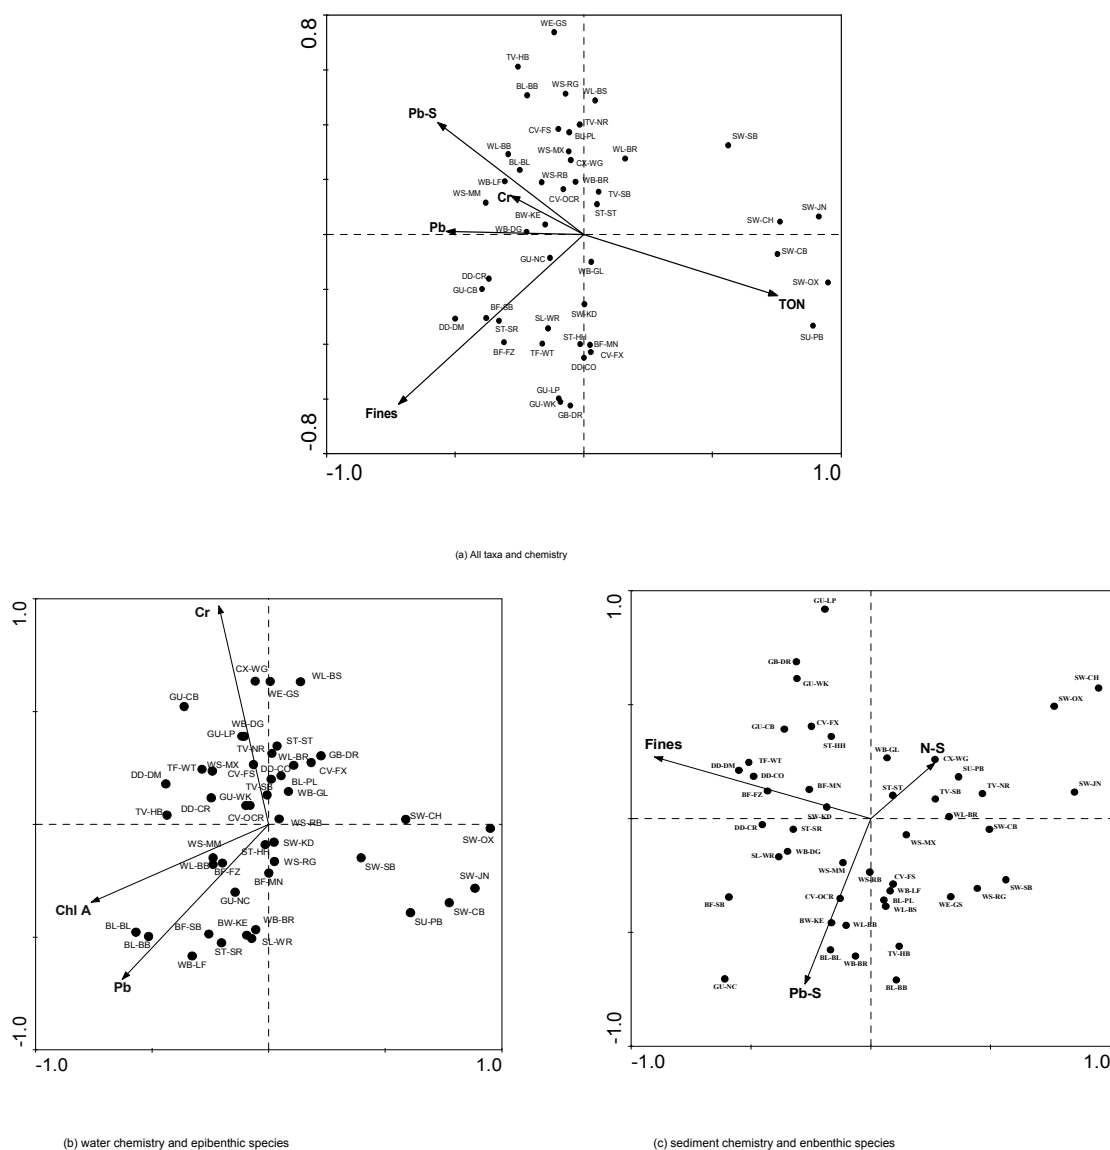 0.8
WE-GS
TV-HB
BL-BB
WS-RG
WL-BS
Pb-S
TV-NR
CV-FS
BL-PL
SW-SB
WL-BB
WS-MX
WL-BR
BL-BL
CX-WG
WB-LF
WS-RB
WB-BR
WS-MM
Cr
CV-OCR
TV-SB
ST-ST
SW-JN
BW-KE
SW-CH
Pb
WB-DG
GU-NC
WB-GL
SW-CB
DD-CR
GU-CB
SW-OX
BF-SB
SL-WR
SW-KD
TON
DD-DM
ST-SR
ST-HH
SU-PB
BF-FZ
TF-WT
BF-MN
CV-FX
DD-CO
GU-LP
Fines
GU-WK
GB-DR
-0.8
-1.0
1.0
(a) All taxa and chemistry
1.0
Cr
CX-WG
WL-BS
WE-GS
GU-CB
WB-DG
GU-LP
ST-ST
TV-NR
WL-BR
GB-DR
TF-WT
WS-MX
DD-CO
CV-FX
DD-DM
CV-FS
BL-PL
TV-SB
WB-GL
DD-CR
GU-WK
TV-HB
CV-OCR
WS-RB
SW-CH
SW-OX
WS-MM
SW-KD
ST-HH
WL-BB
WS-RG
SW-SB
BF-FZ
BF-MN
SW-JN
GU-NC
Chl A
SW-CB
SU-PB
BL-BL
BF-SB
BW-KE
WB-BR
BL-BB
ST-SR
SL-WR
WB-LF
Pb
-1.0
-1.0
1.0
(b) water chemistry and epibenthic species
1.0
GU-LP
GB-DR
GU-WK
SW-CH
SW-OX
GU-CB
CV-FX
ST-HH
Fines
N-S
WB-GL
CX-WG
TF-WT
DD-DM
SU-PB
DD-CO
BF-MN
ST-ST
TV-SB
TV-NR
SW-JN
BF-FZ
SW-KD
WL-BR
DD-CR
ST-SR
SW-CB
WS-MX
SL-WR
WB-DG
WS-MM
WS-RB
CV-FS
SW-SB
WB-LF
WS-RG
BF-SB
CV-OCR
BL-PL
WE-GS
WL-BS
BW-KE
WL-BB
BL-BL
WB-BR
TV-HB
GU-NC
Pb-S
BL-BB
-1.0
-1.0
1.0
(c) sediment chemistry and enbenthic species